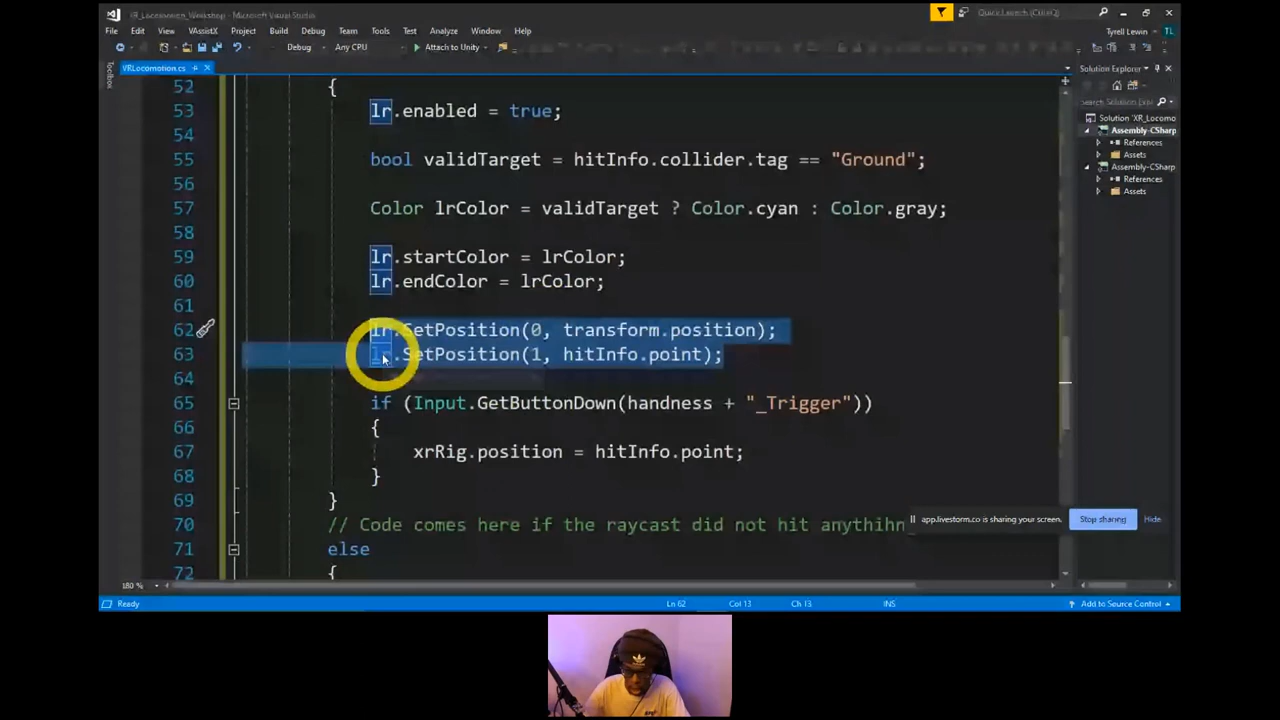 XR_Locomotion_Workshop - Microsoft Visual Studio
Quick Launch (Ctrl+Q)
File Edit View VAssistX Project Build Debug Team Tools Test Analyze Window Help
Tyrell Lewin TL
Debug Any CPU Attach to Unity
VRLocomotion.cs
Toolbox
Solution Explorer
Search Solution Exp
Solution 'XR_Locomo
Assembly-CSharp
References
Assets
Assembly-CSharp
References
Assets
52 {
53 lr.enabled = true;
54
55 bool validTarget = hitInfo.collider.tag == "Ground";
56
57 Color lrColor = validTarget ? Color.cyan : Color.gray;
58
59 lr.startColor = lrColor;
60 lr.endColor = lrColor;
61
62 lr.SetPosition(0, transform.position);
63 lr.SetPosition(1, hitInfo.point);
64
65 if (Input.GetButtonDown(handness + "_Trigger"))
66 {
67 xrRig.position = hitInfo.point;
68 }
69 }
70 // Code comes here if the raycast did not hit anythihn
71 else
72 {
app.livestorm.co is sharing your screen. Stop sharing Hide
180 %
Ready Ln 62 Col 13 Ch 13 INS Add to Source Control